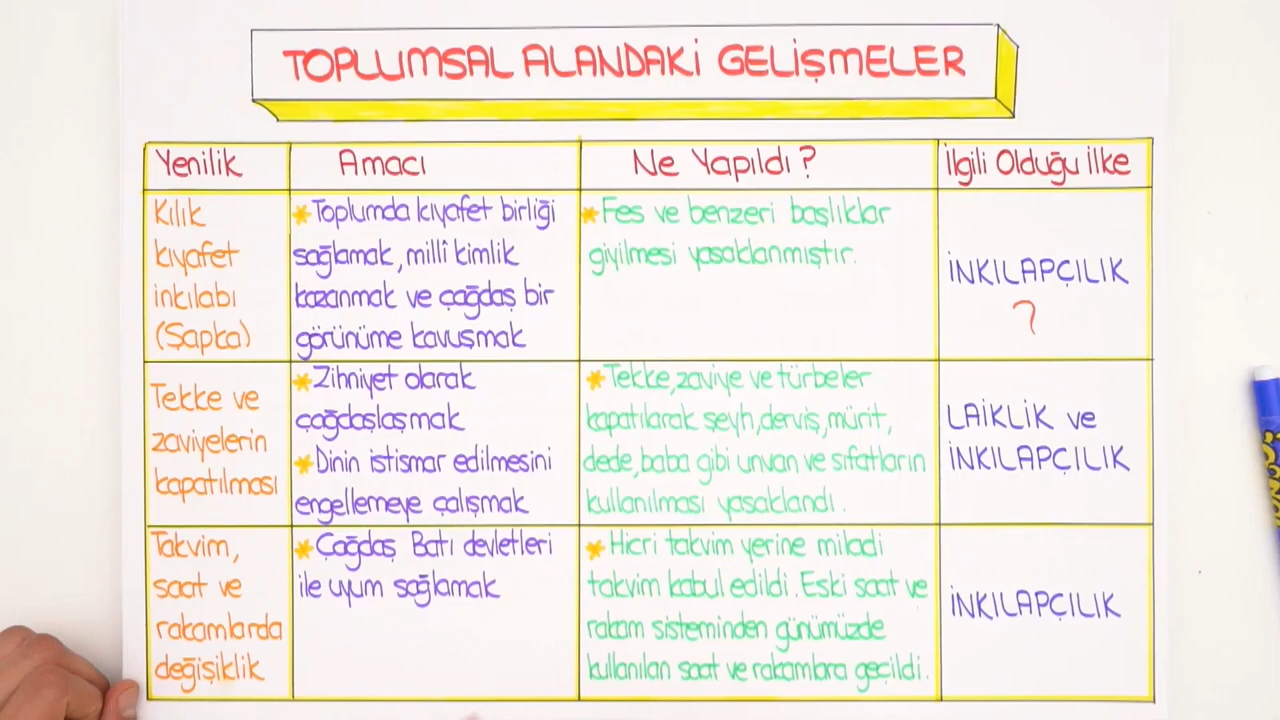 TOPLUMSAL ALANDAKİ GELİŞMELER
Yenilik
Amacı
Ne Yapıldı ?
İlgili Olduğu İlke
Kılık
kıyafet
inkılabı
(Şapka)
*Toplumda kıyafet birliği
sağlamak, millî kimlik
kazanmak ve çağdaş bir
görünüme kavuşmak
*Fes ve benzeri başlıklar
giyilmesi yasaklanmıştır.
İNKILAPÇILIK
?
Tekke ve
zaviyelerin
kapatılması
*Zihniyet olarak
çağdaşlaşmak
*Dinin istismar edilmesini
engellemeye çalışmak
*Tekke, zaviye ve türbeler
kapatılarak şeyh, derviş, mürit,
dede, baba gibi unvan ve sıfatların
kullanılması yasaklandı.
LAİKLİK ve
İNKILAPÇILIK
Takvim,
saat ve
rakamlarda
değişiklik
*Çağdaş Batı devletleri
ile uyum sağlamak
*Hicri takvim yerine miladi
takvim kabul edildi. Eski saat ve
rakam sisteminden günümüzde
kullanılan saat ve rakamlara geçildi.
İNKILAPÇILIK